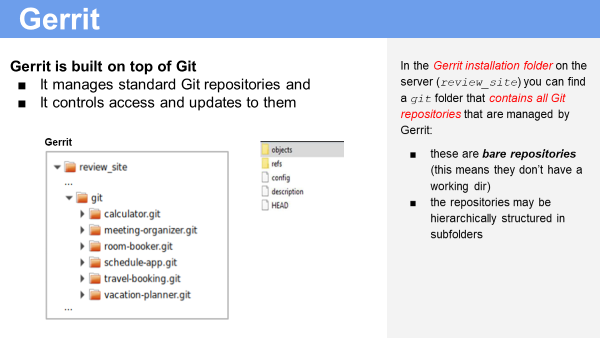 Gerrit
Gerrit is built on top of Git
■ It manages standard Git repositories and
■ It controls access and updates to them
Gerrit
review_site
...
git
calculator.git
meeting-organizer.git
room-booker.git
schedule-app.git
travel-booking.git
vacation-planner.git
...
objects
refs
config
description
HEAD
In the Gerrit installation folder on the
server (review_site) you can find
a git folder that contains all Git
repositories that are managed by
Gerrit:
■ these are bare repositories
(this means they don't have a
working dir)
■ the repositories may be
hierarchically structured in
subfolders